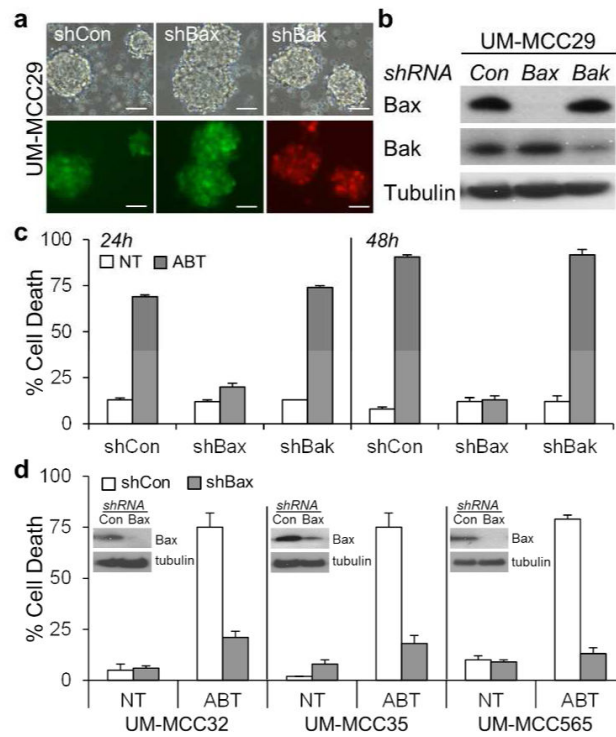 a
shCon shBax shBak
UM-MCC29
b
UM-MCC29
shRNA Con Bax Bak
Bax
Bak
Tubulin
c
% Cell Death
100
75
50
25
0
24h
NT ABT
48h
shCon shBax shBak shCon shBax shBak
d
% Cell Death
100
75
50
25
0
shCon shBax
shRNA
Con Bax
Bax
tubulin
shRNA
Con Bax
Bax
tubulin
shRNA
Con Bax
Bax
tubulin
NT ABT NT ABT NT ABT
UM-MCC32 UM-MCC35 UM-MCC565